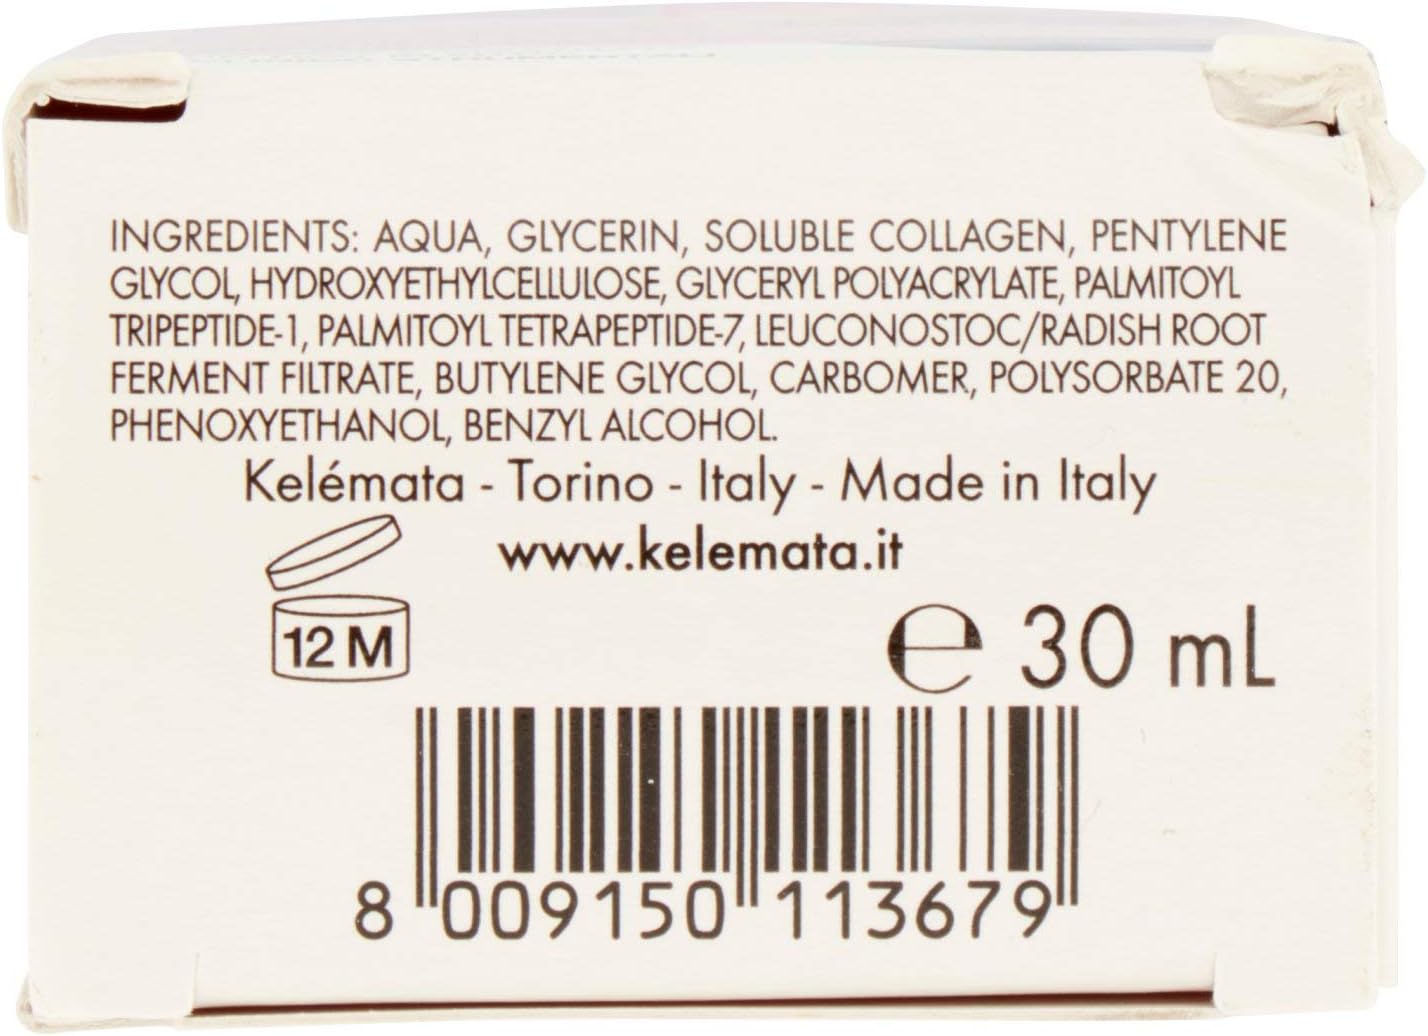 INGREDIENTS: AQUA, GLYCERIN, SOLUBLE COLLAGEN, PENTYLENE
GLYCOL, HYDROXYETHYLCELLULOSE, GLYCERYL POLYACRYLATE, PALMITOYL
TRIPEPTIDE-1, PALMITOYL TETRAPEPTIDE-7, LEUCONOSTOC/RADISH ROOT
FERMENT FILTRATE, BUTYLENE GLYCOL, CARBOMER, POLYSORBATE 20,
PHENOXYETHANOL, BENZYL ALCOHOL.
Kelémata - Torino - Italy - Made in Italy
www.kelemata.it
12 M
℮ 30 mL
8 009150 113679